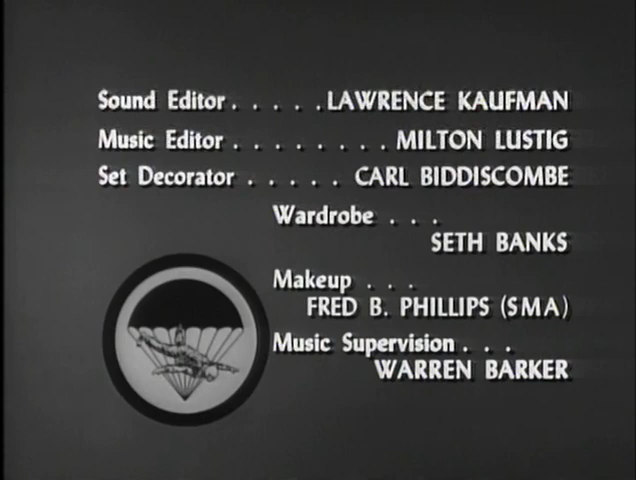 Sound Editor . . . . . LAWRENCE KAUFMAN
Music Editor . . . . . . . . MILTON LUSTIG
Set Decorator . . . . . CARL BIDDISCOMBE
Wardrobe . . .
SETH BANKS
Makeup . . .
FRED B. PHILLIPS (SMA)
Music Supervision . . .
WARREN BARKER